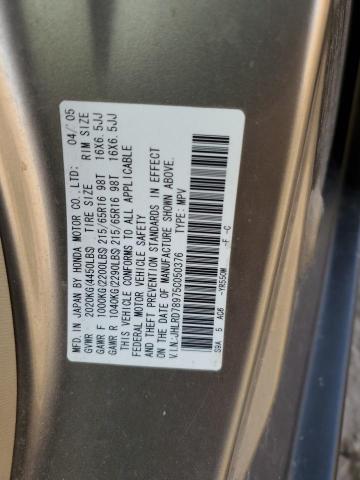 MFD. IN JAPAN BY HONDA MOTOR CO., LTD. 04/ 05
GVWR 2020KG(4450LBS) TIRE SIZE RIM SIZE
GAWR F 1000KG(2200LBS) 215/65R16 98T 16X6.5JJ
GAWR R 1040KG(2290LBS) 215/65R16 98T 16X6.5JJ
THIS VEHICLE CONFORMS TO ALL APPLICABLE
FEDERAL MOTOR VEHICLE SAFETY
AND THEFT PREVENTION STANDARDS IN EFFECT
ON THE DATE OF MANUFACTURE SHOWN ABOVE.
V.I.N:JHLRD78975C050376 TYPE: MPV
S9A 5 AC6 -F -C